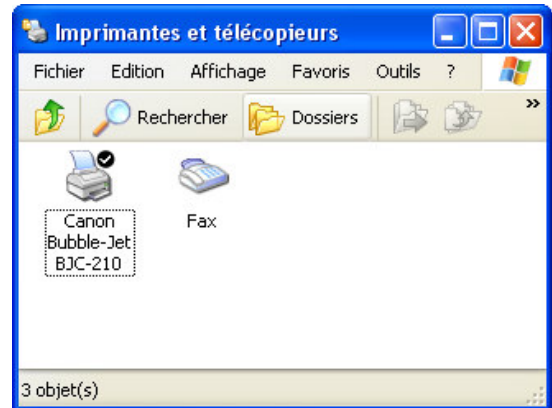 Imprimantes et télécopieurs
Fichier Edition Affichage Favoris Outils ?
Rechercher Dossiers »
Canon
Bubble-Jet
BJC-210
Fax
3 objet(s)